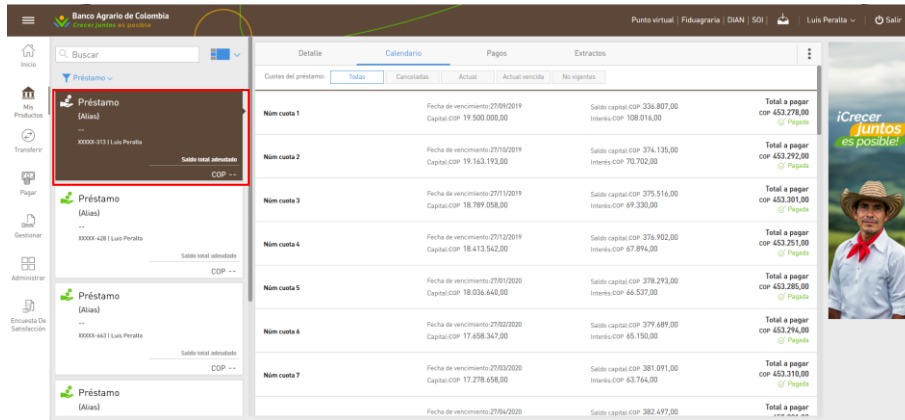 Banco Agrario de Colombia
Crecer juntos es posible
Punto virtual | Fiduagraria | DIAN | SOI |
Luis Peralta
Salir
Inicio
Mis
Productos
Transferir
Pagar
Gestionar
Administrar
Encuesta De
Satisfacción
Buscar
Préstamo
Préstamo
(Alias)
--
XXXXX-313 | Luis Peralta
Saldo total adeudado
COP --
Préstamo
(Alias)
--
XXXXX-428 | Luis Peralta
Saldo total adeudado
COP --
Préstamo
(Alias)
--
XXXXX-663 | Luis Peralta
Saldo total adeudado
COP --
Préstamo
(Alias)
Detalle Calendario Pagos Extractos
Cuotas del préstamo: Todas Canceladas Actual Actual vencida No vigentes
Núm cuota 1
Fecha de vencimiento:27/09/2019
Capital:COP 19.500.000,00
Saldo capital:COP 336.807,00
Interés:COP 108.016,00
Total a pagar
COP 453.278,00
Pagada
Núm cuota 2
Fecha de vencimiento:27/10/2019
Capital:COP 19.163.193,00
Saldo capital:COP 374.135,00
Interés:COP 70.702,00
Total a pagar
COP 453.292,00
Pagada
Núm cuota 3
Fecha de vencimiento:27/11/2019
Capital:COP 18.789.058,00
Saldo capital:COP 375.516,00
Interés:COP 69.330,00
Total a pagar
COP 453.301,00
Pagada
Núm cuota 4
Fecha de vencimiento:27/12/2019
Capital:COP 18.413.542,00
Saldo capital:COP 376.902,00
Interés:COP 67.894,00
Total a pagar
COP 453.251,00
Pagada
Núm cuota 5
Fecha de vencimiento:27/01/2020
Capital:COP 18.036.640,00
Saldo capital:COP 378.293,00
Interés:COP 66.537,00
Total a pagar
COP 453.285,00
Pagada
Núm cuota 6
Fecha de vencimiento:27/02/2020
Capital:COP 17.658.347,00
Saldo capital:COP 379.689,00
Interés:COP 65.150,00
Total a pagar
COP 453.294,00
Pagada
Núm cuota 7
Fecha de vencimiento:27/03/2020
Capital:COP 17.278.658,00
Saldo capital:COP 381.091,00
Interés:COP 63.764,00
Total a pagar
COP 453.310,00
Pagada
Fecha de vencimiento:27/04/2020
Saldo capital:COP 382.497,00
Total a pagar
¡Crecer
juntos
es posible!